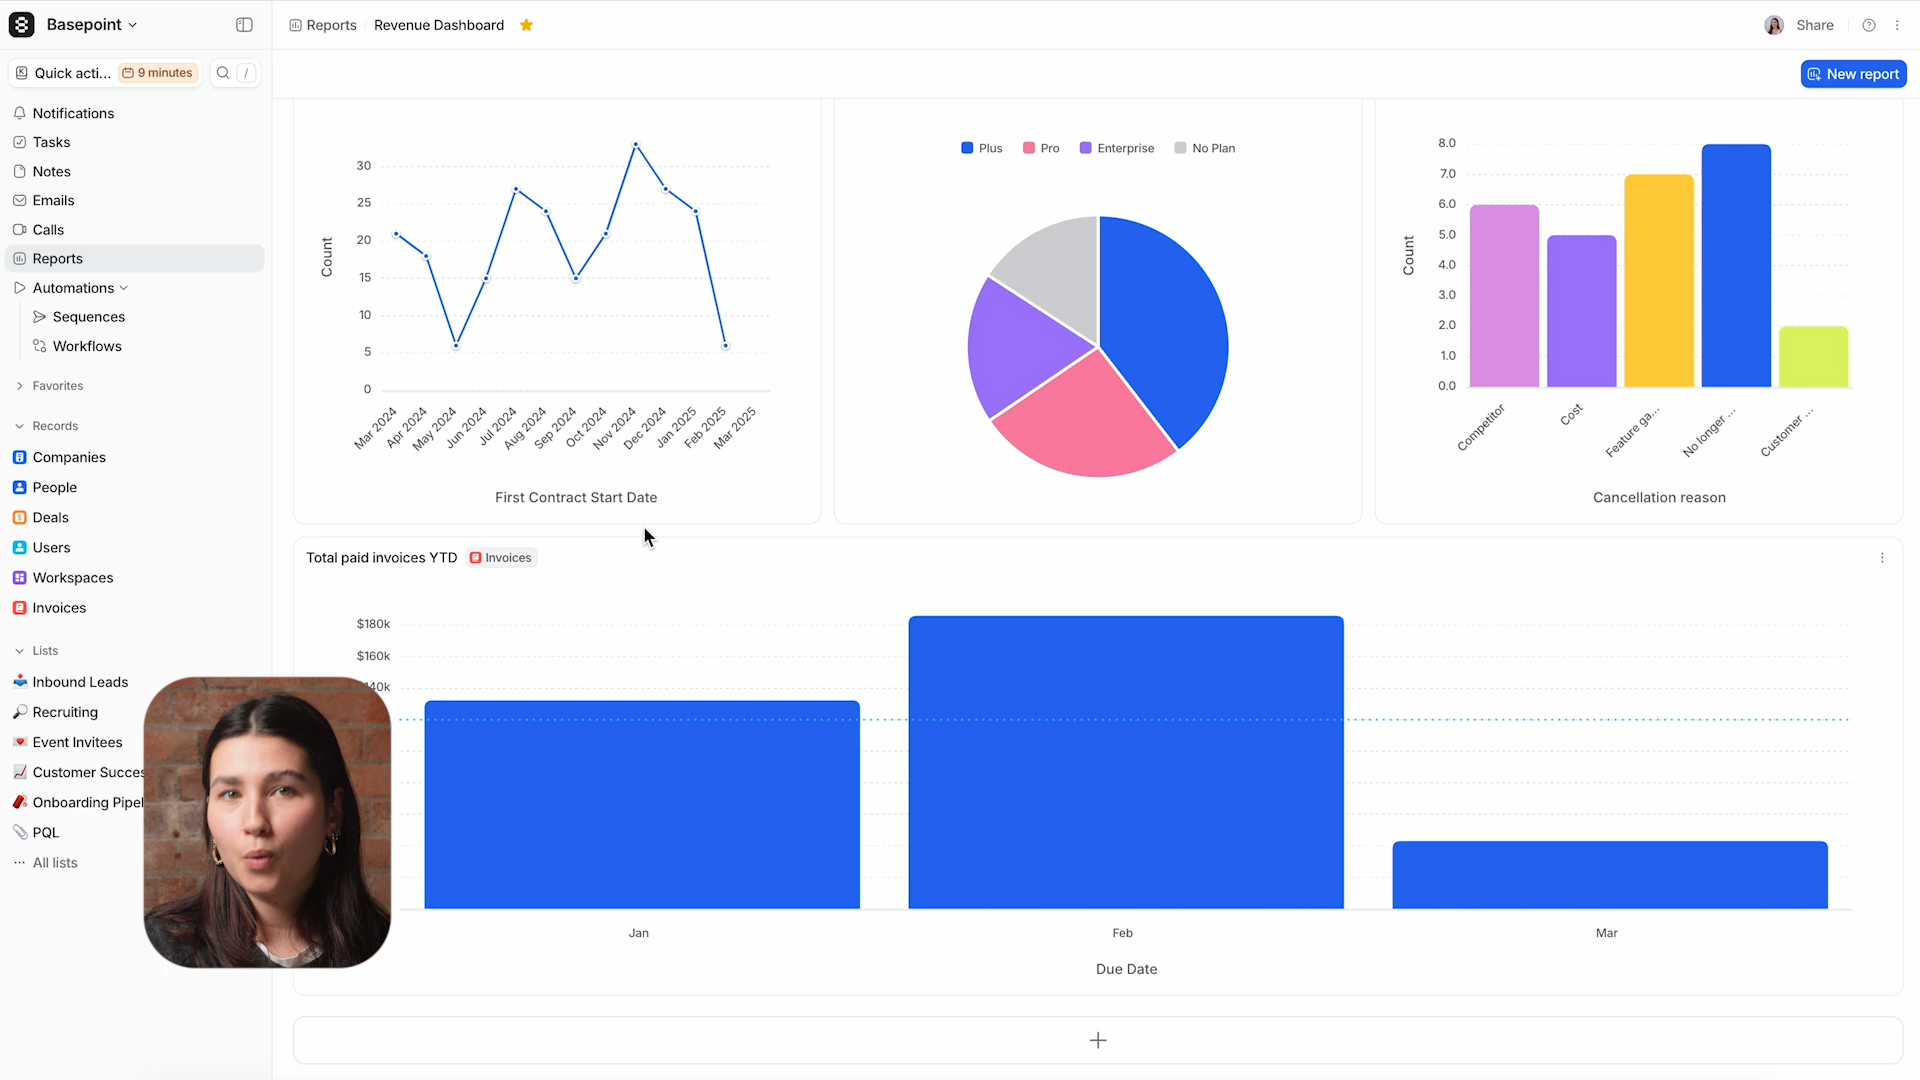 Basepoint
Reports
Revenue Dashboard
Share
Quick acti...
9 minutes
/
New report
Notifications
Tasks
Notes
Emails
Calls
Reports
Automations
Sequences
Workflows
Favorites
Records
Companies
People
Deals
Users
Workspaces
Invoices
Lists
Inbound Leads
Recruiting
Event Invitees
Customer Succes
Onboarding Pipel
PQL
All lists
Count
30
25
20
15
10
5
0
Mar 2024
Apr 2024
May 2024
Jun 2024
Jul 2024
Aug 2024
Sep 2024
Oct 2024
Nov 2024
Dec 2024
Jan 2025
Feb 2025
Mar 2025
First Contract Start Date
Plus
Pro
Enterprise
No Plan
Count
8.0
7.0
6.0
5.0
4.0
3.0
2.0
1.0
0.0
Competitor
Cost
Feature ga...
No longer ...
Customer ...
Cancellation reason
Total paid invoices YTD
Invoices
$180k
$160k
40k
Jan
Feb
Mar
Due Date